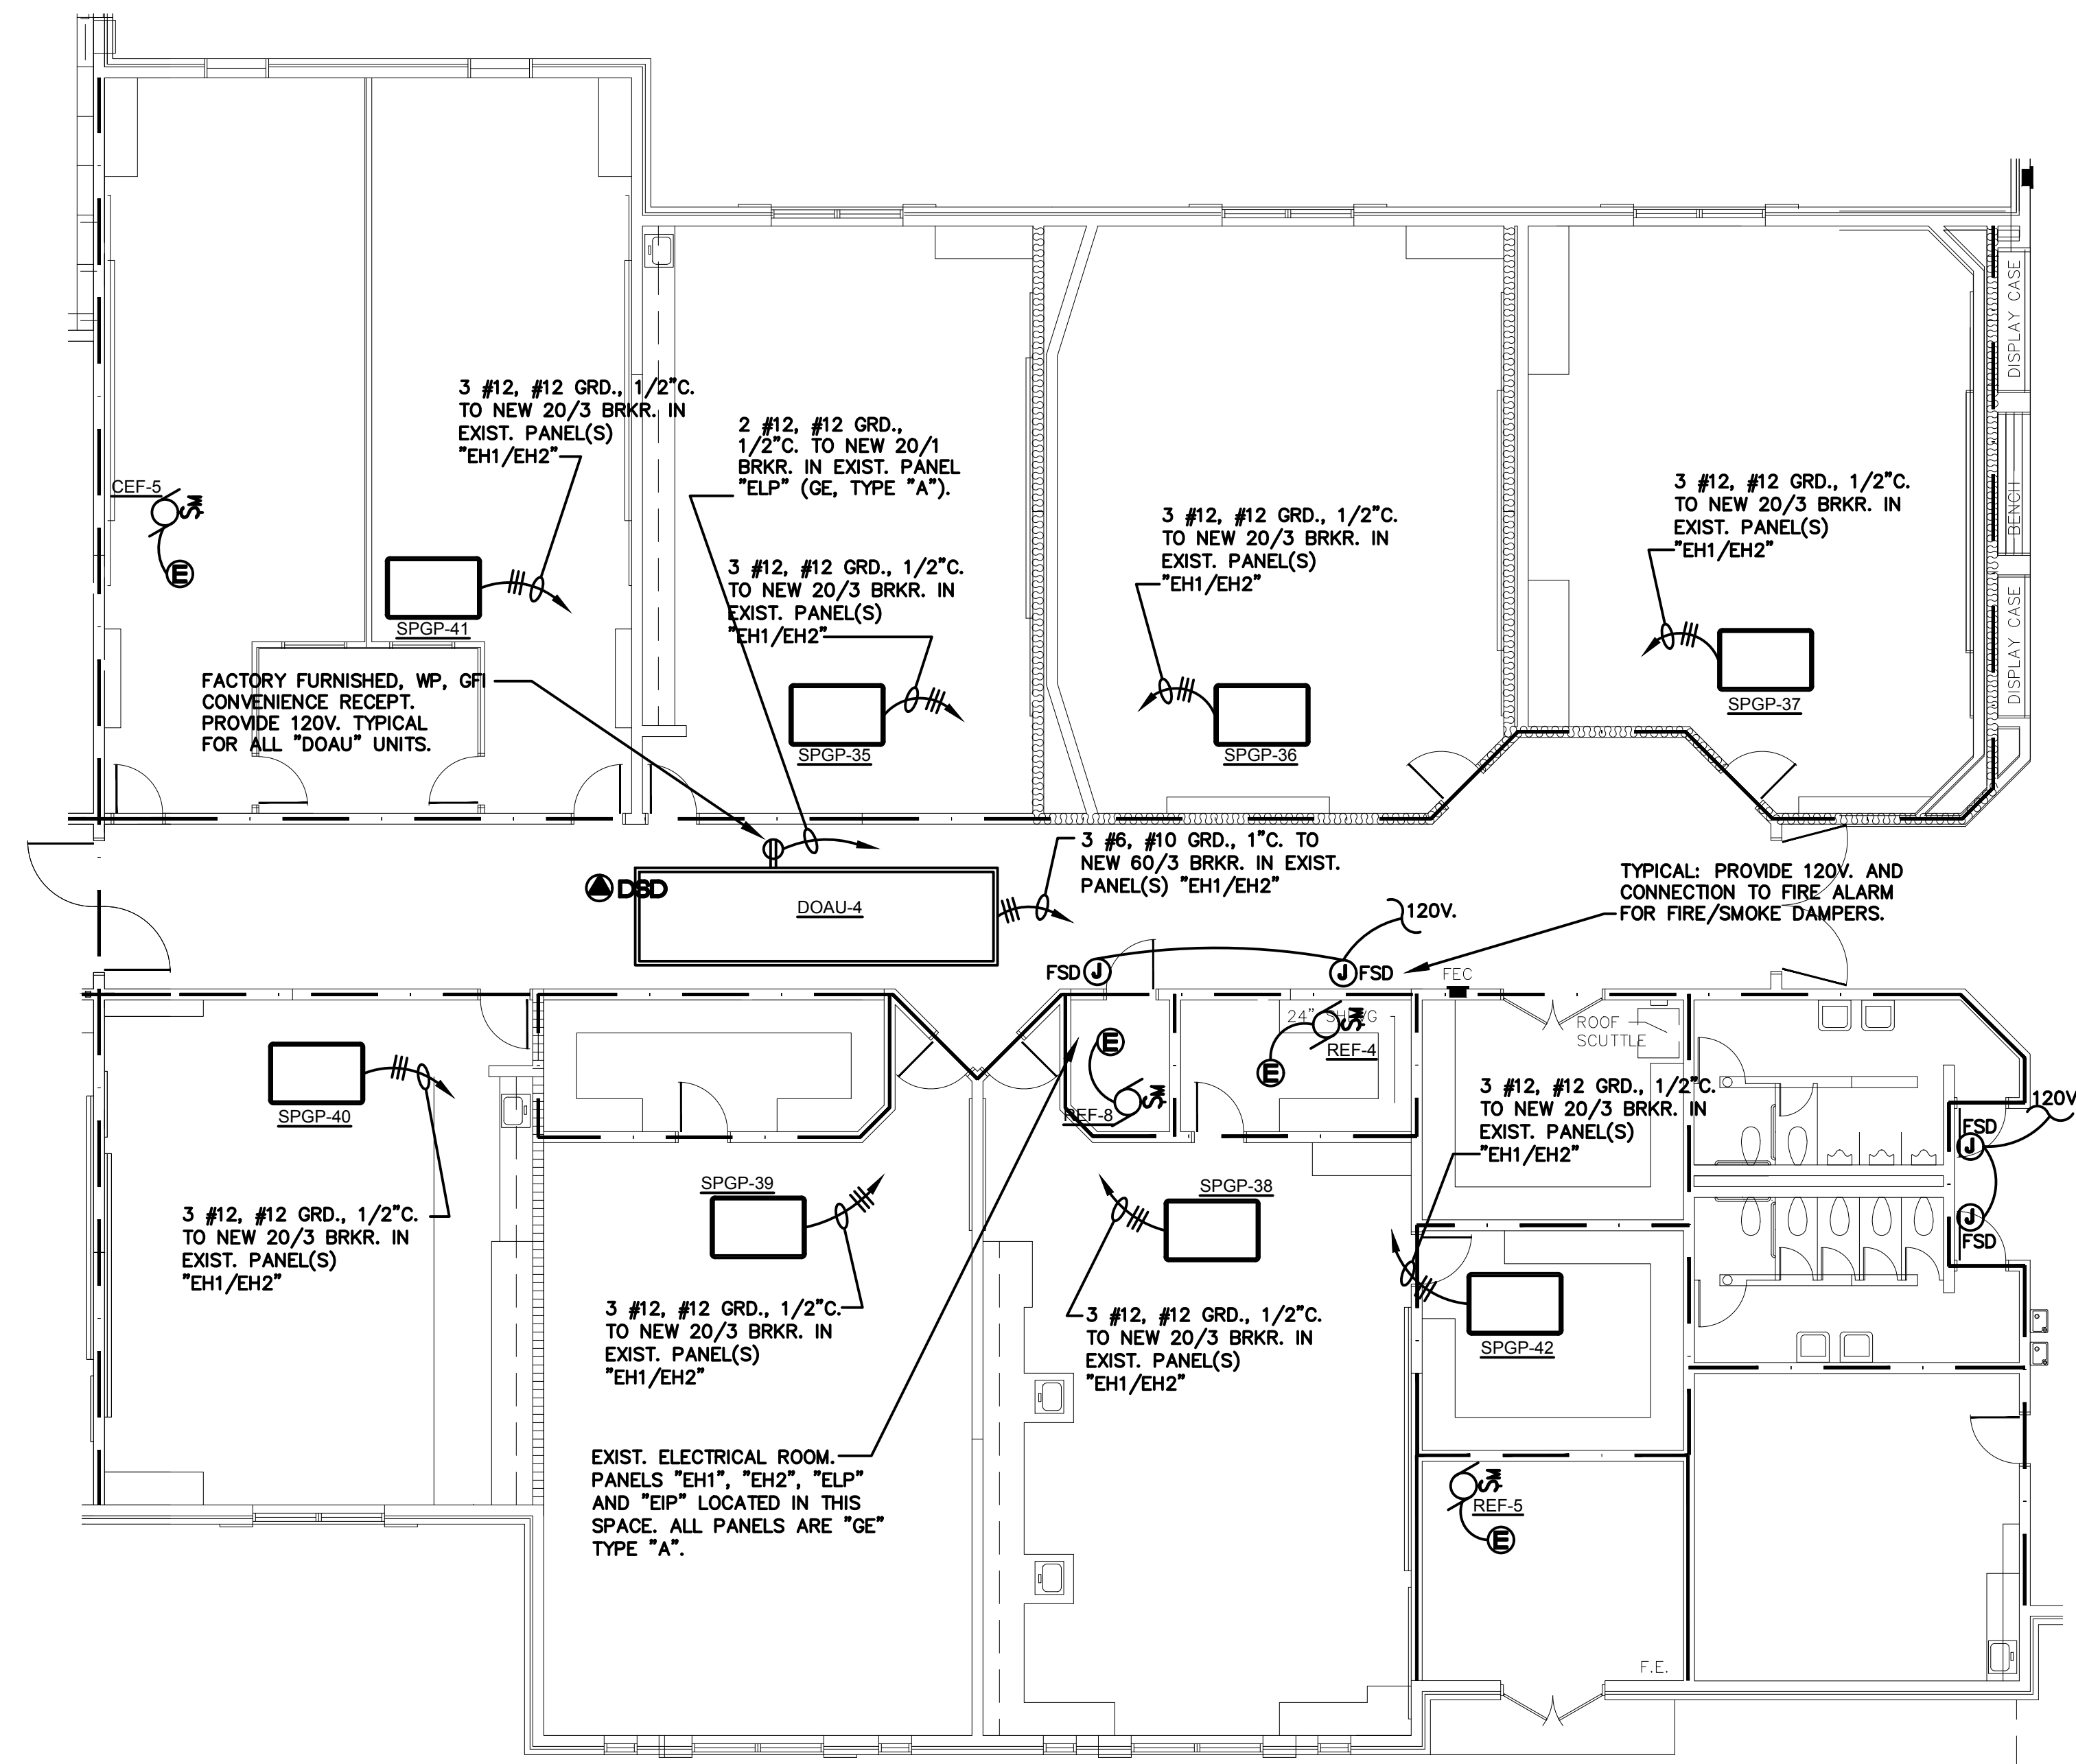 3 #12, #12 GRD., 1/2"C.
TO NEW 20/3 BRKR. IN
EXIST. PANEL(S)
"EH1/EH2"
2 #12, #12 GRD.,
1/2"C. TO NEW 20/1
BRKR. IN EXIST. PANEL
"ELP" (GE, TYPE "A").
3 #12, #12 GRD., 1/2"C.
TO NEW 20/3 BRKR. IN
EXIST. PANEL(S)
"EH1/EH2"
3 #12, #12 GRD., 1/2"C.
TO NEW 20/3 BRKR. IN
EXIST. PANEL(S)
"EH1/EH2"
3 #12, #12 GRD., 1/2"C.
TO NEW 20/3 BRKR. IN
EXIST. PANEL(S)
"EH1/EH2"
DISPLAY CASE
BENCH
DISPLAY CASE
CEF-5
SM
E
SPGP-41
SPGP-35
SPGP-36
SPGP-37
FACTORY FURNISHED, WP, GFI
CONVENIENCE RECEPT.
PROVIDE 120V. TYPICAL
FOR ALL "DOAU" UNITS.
DSD
DOAU-4
3 #6, #10 GRD., 1"C. TO
NEW 60/3 BRKR. IN EXIST.
PANEL(S) "EH1/EH2"
TYPICAL: PROVIDE 120V. AND
CONNECTION TO FIRE ALARM
FOR FIRE/SMOKE DAMPERS.
120V.
FSD J
J FSD
FEC
24" SHLVG
SM
REF-4
E
ROOF
SCUTTLE
E
SM
REF-8
SPGP-40
3 #12, #12 GRD., 1/2"C.
TO NEW 20/3 BRKR. IN
EXIST. PANEL(S)
"EH1/EH2"
120V
FSD
J
J
FSD
SPGP-39
SPGP-38
3 #12, #12 GRD., 1/2"C.
TO NEW 20/3 BRKR. IN
EXIST. PANEL(S)
"EH1/EH2"
3 #12, #12 GRD., 1/2"C.
TO NEW 20/3 BRKR. IN
EXIST. PANEL(S)
"EH1/EH2"
3 #12, #12 GRD., 1/2"C.
TO NEW 20/3 BRKR. IN
EXIST. PANEL(S)
"EH1/EH2"
SPGP-42
EXIST. ELECTRICAL ROOM.
PANELS "EH1", "EH2", "ELP"
AND "EIP" LOCATED IN THIS
SPACE. ALL PANELS ARE "GE"
TYPE "A".
SM
REF-5
E
F.E.